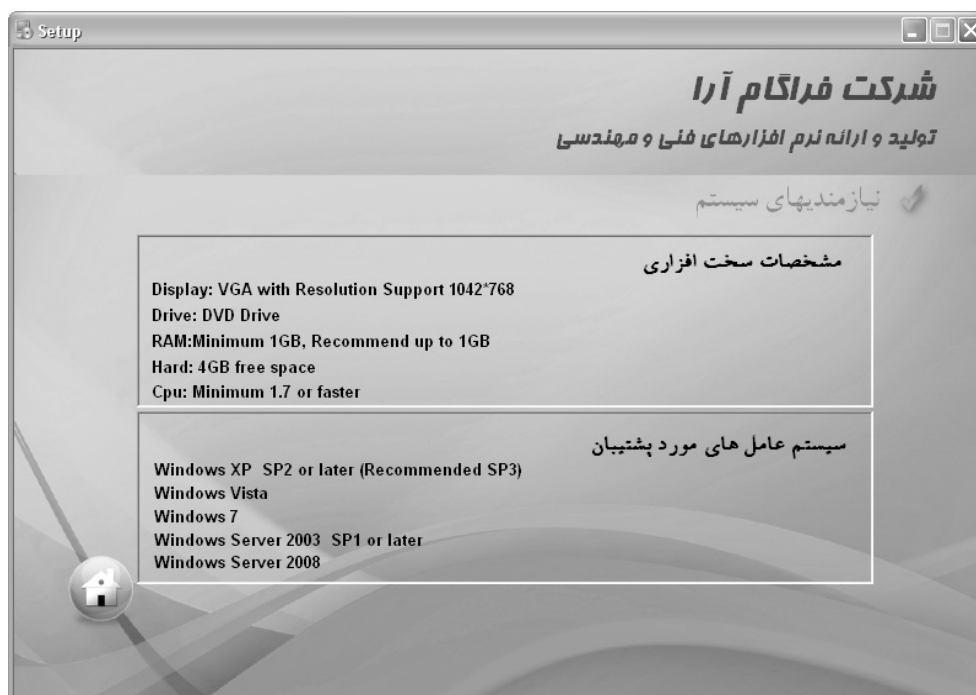 Setup
شرکت فراگام آرا
تولید و ارائه نرم افزارهای فنی و مهندسی
نیازمندیهای سیستم
مشخصات سخت افزاری
Display: VGA with Resolution Support 1042*768
Drive: DVD Drive
RAM:Minimum 1GB, Recommend up to 1GB
Hard: 4GB free space
Cpu: Minimum 1.7 or faster
سیستم عامل های مورد پشتیبان
Windows XP  SP2 or later (Recommended SP3)
Windows Vista
Windows 7
Windows Server 2003  SP1 or later
Windows Server 2008